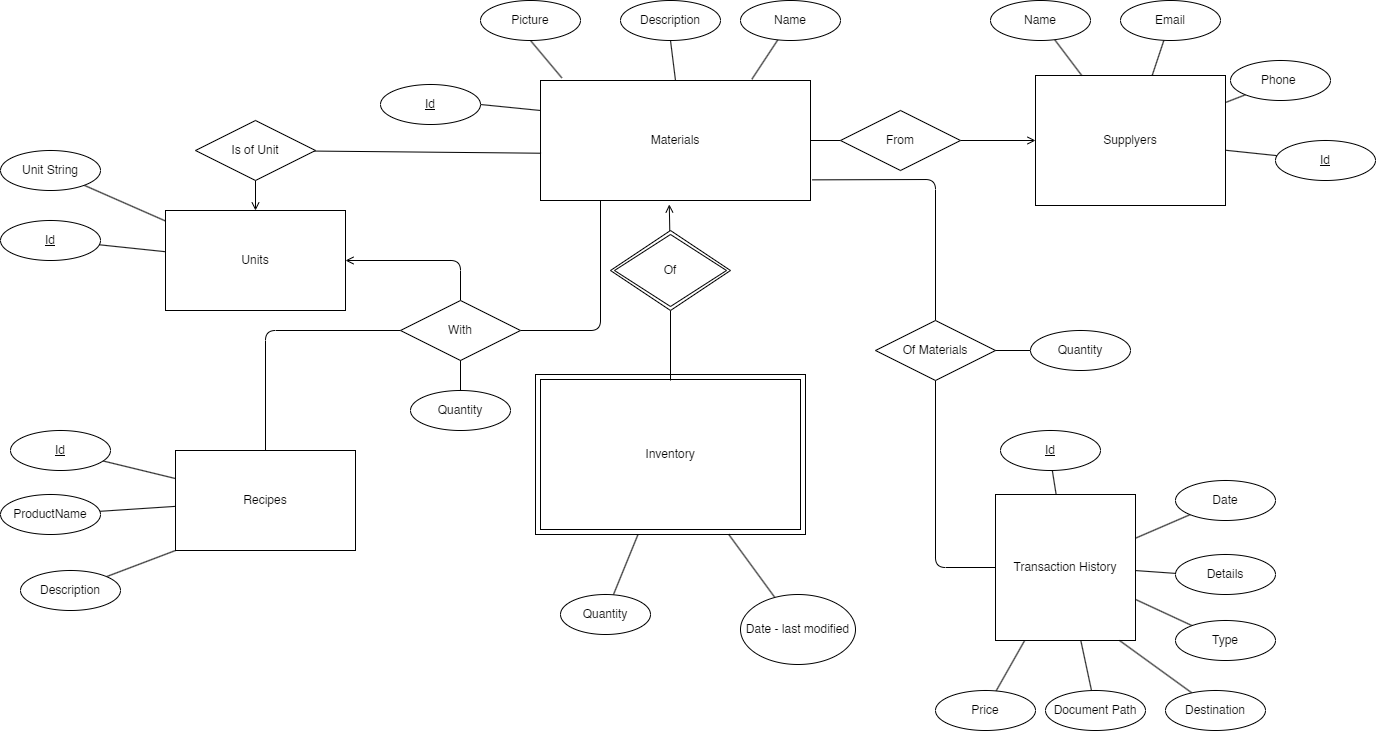 Picture
Description
Name
Name
Email
Phone
Id
Materials
From
Supplyers
Id
Is of Unit
Unit String
Id
Units
Of
With
Of Materials
Quantity
Quantity
Id
Recipes
ProductName
Description
Inventory
Quantity
Date - last modified
Id
Date
Transaction History
Details
Type
Price
Document Path
Destination